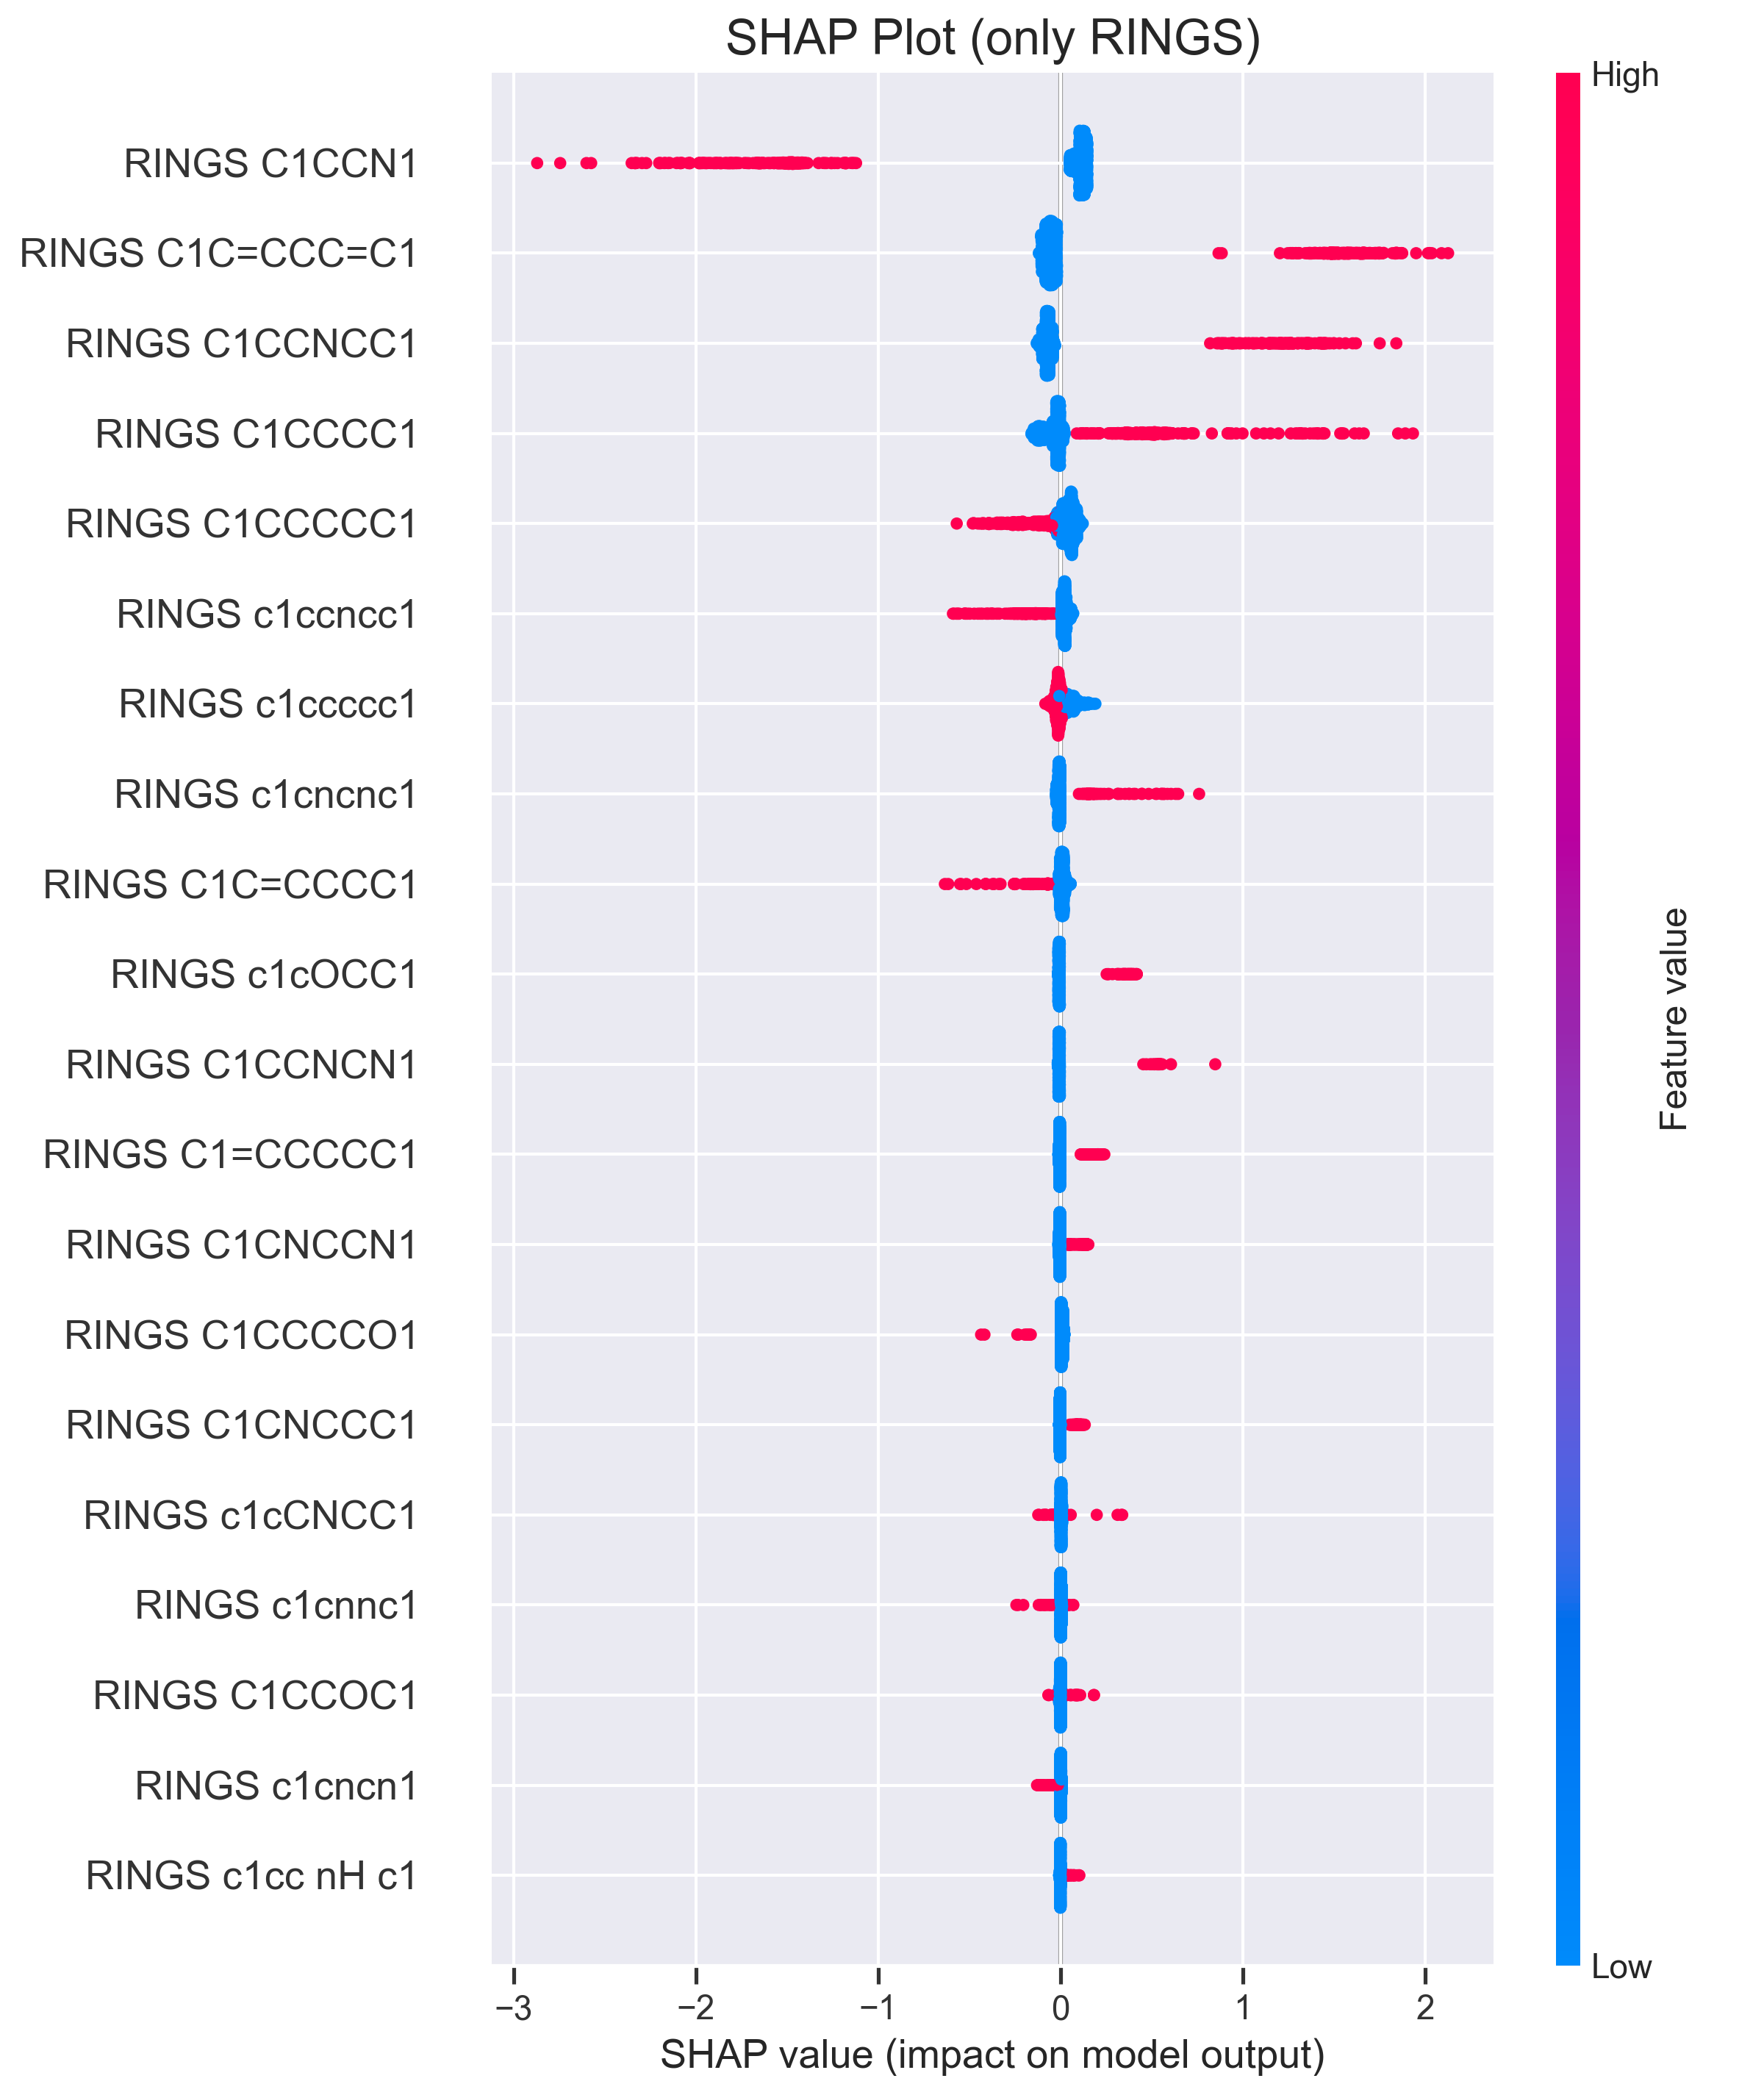 SHAP Plot (only RINGS)
High
RINGS C1CCN1
RINGS C1C=CCC=C1
RINGS C1CCNCC1
RINGS C1CCCC1
RINGS C1CCCCC1
RINGS c1ccncc1
RINGS c1ccccc1
RINGS c1cncnc1
RINGS C1C=CCCC1
RINGS c1cOCC1
RINGS C1CCNCN1
RINGS C1=CCCCC1
RINGS C1CNCCN1
RINGS C1CCCCO1
RINGS C1CNCCC1
RINGS c1cCNCC1
RINGS c1cnnc1
RINGS C1CCOC1
RINGS c1cncn1
RINGS c1cc nH c1
Feature value
Low
−3 −2 −1 0 1 2
SHAP value (impact on model output)